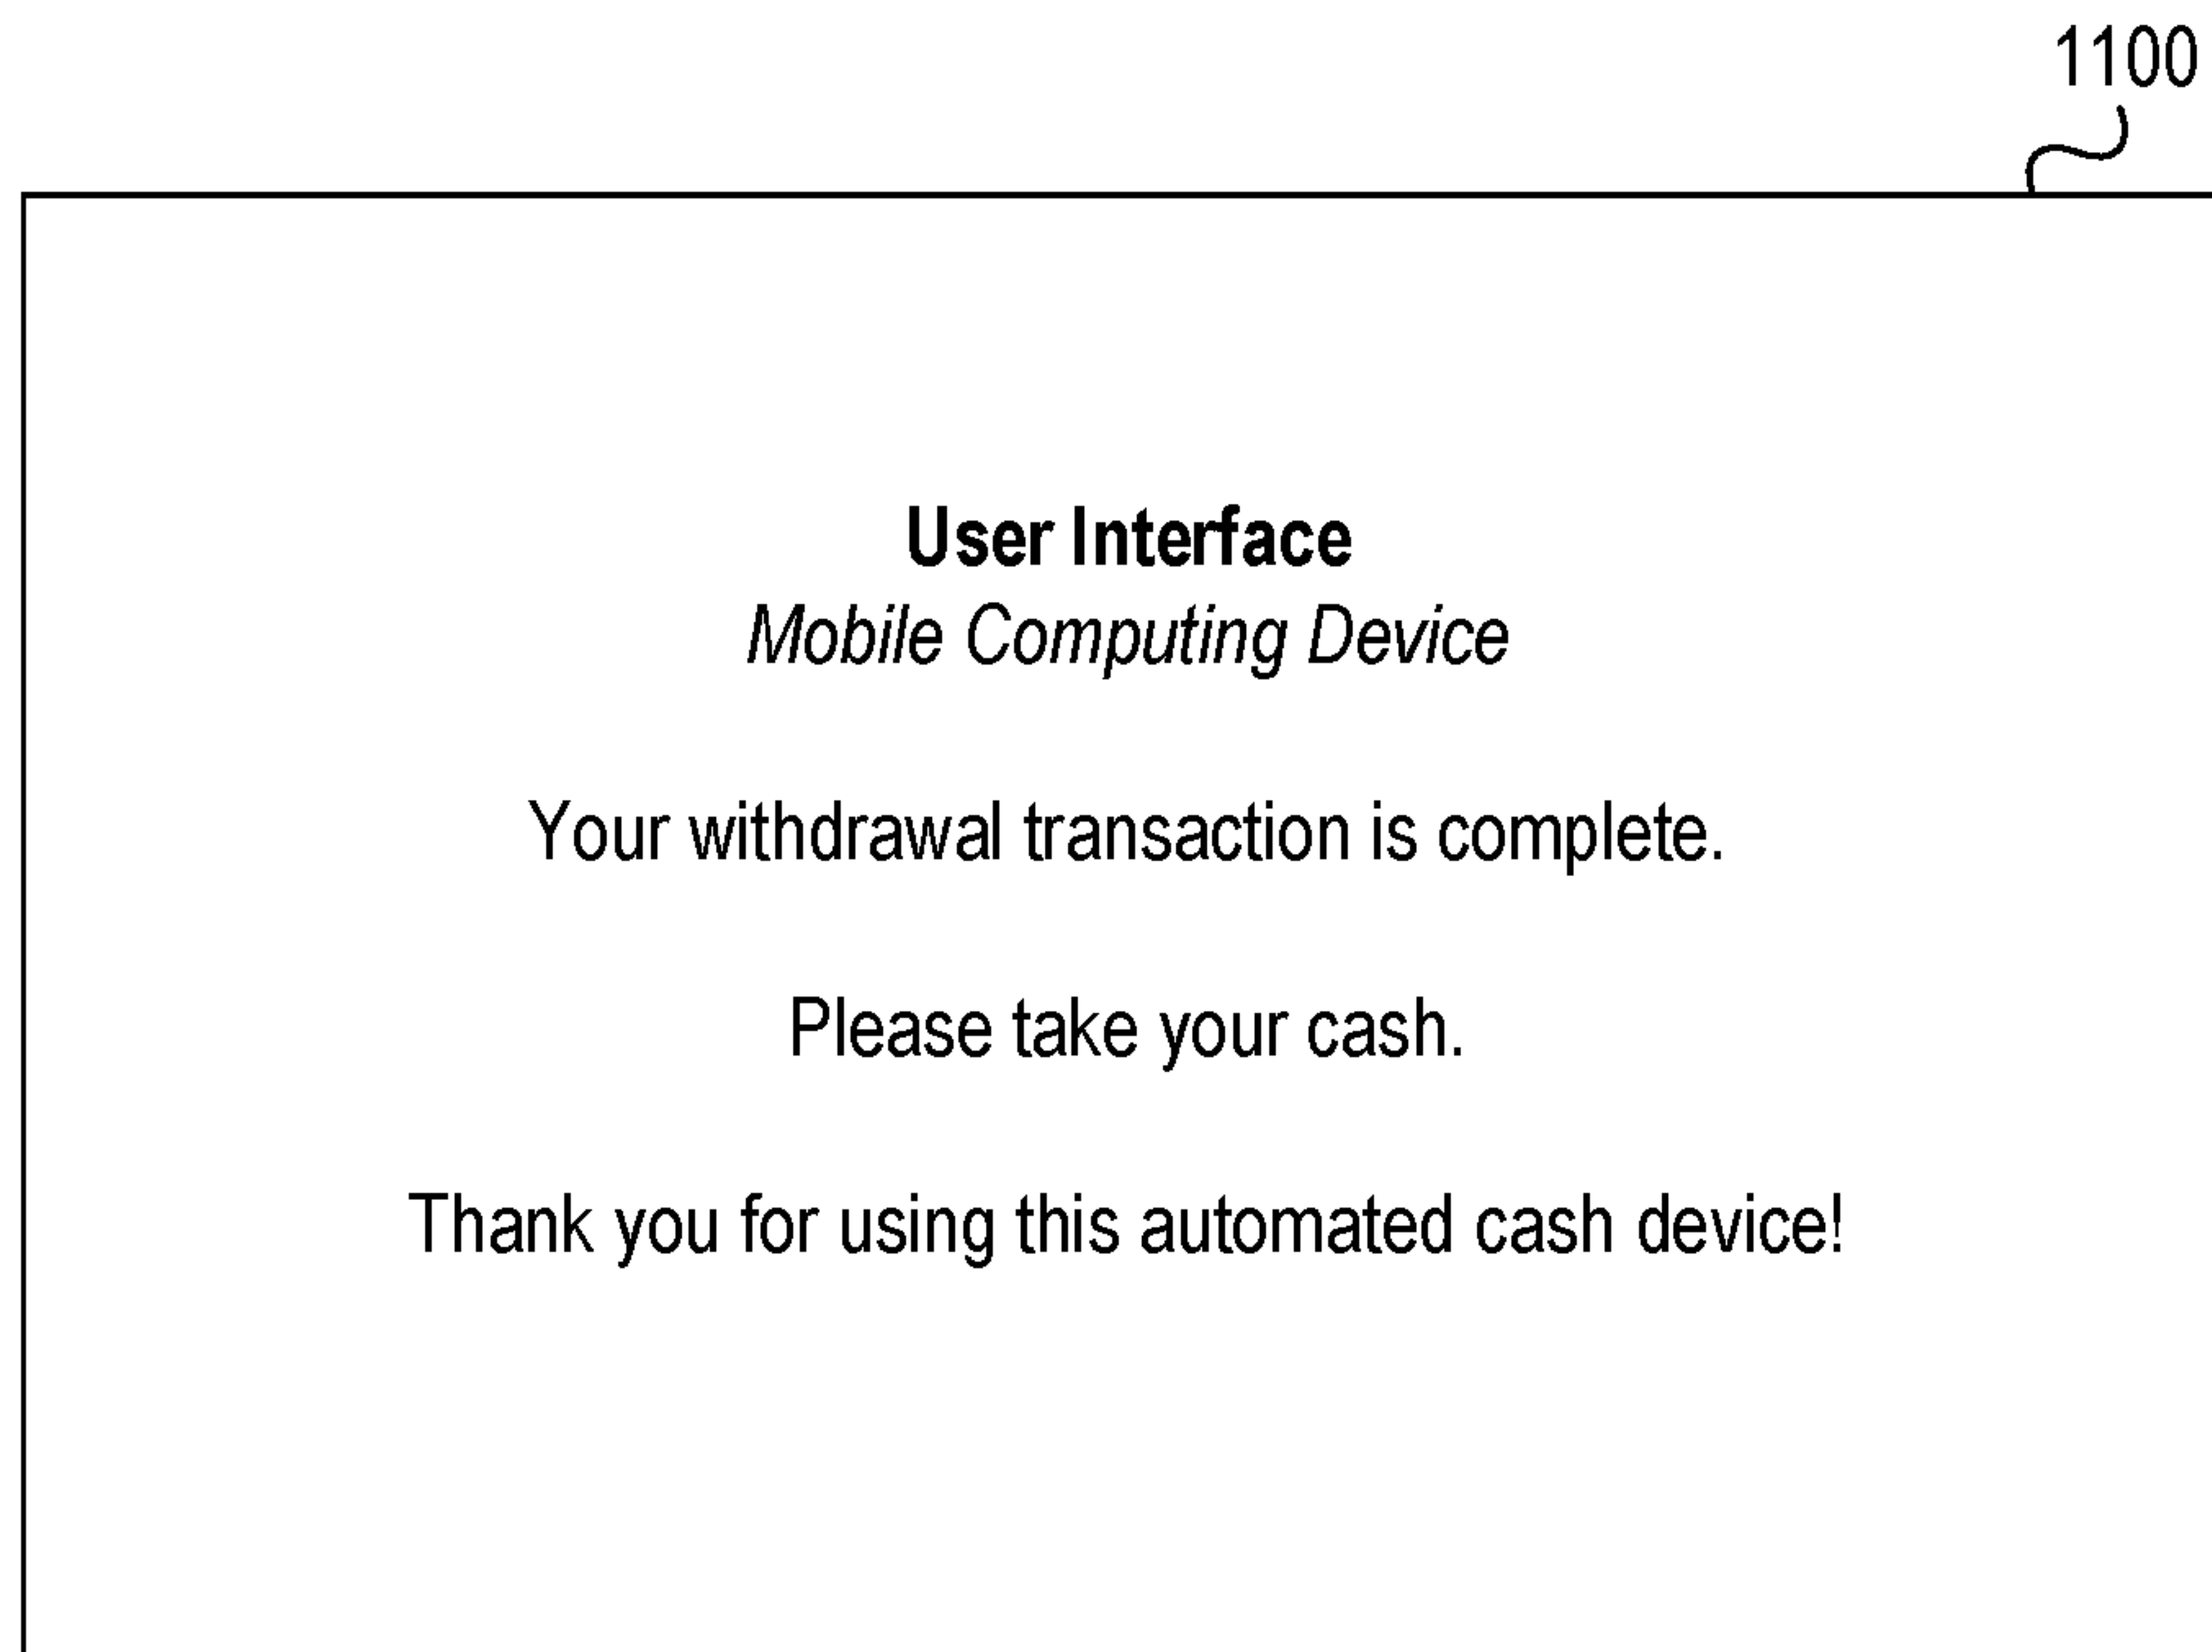 1100
User Interface
Mobile Computing Device
Your withdrawal transaction is complete.
Please take your cash.
Thank you for using this automated cash device!